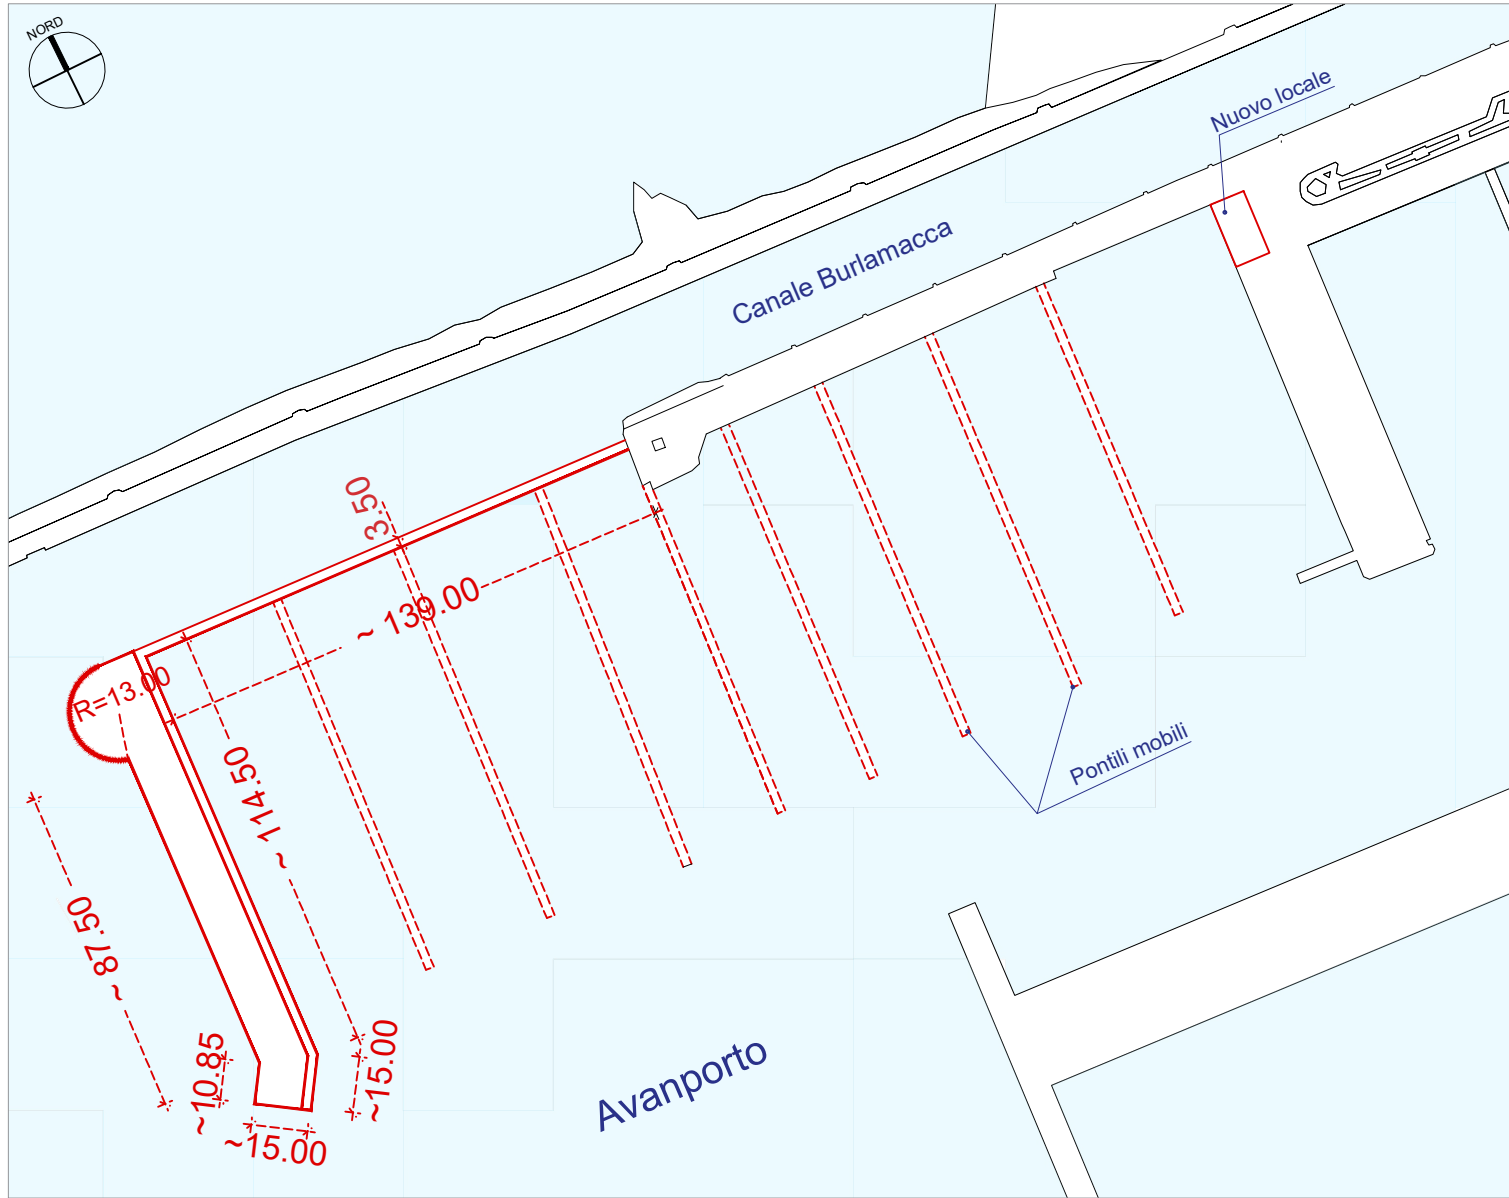 NORD
Nuovo locale
Canale Burlamacca
3.50
~ 139.00
R=13.00
~ 114.50
Pontili mobili
~ 87.50
~10.85
~15.00
~15.00
Avanporto